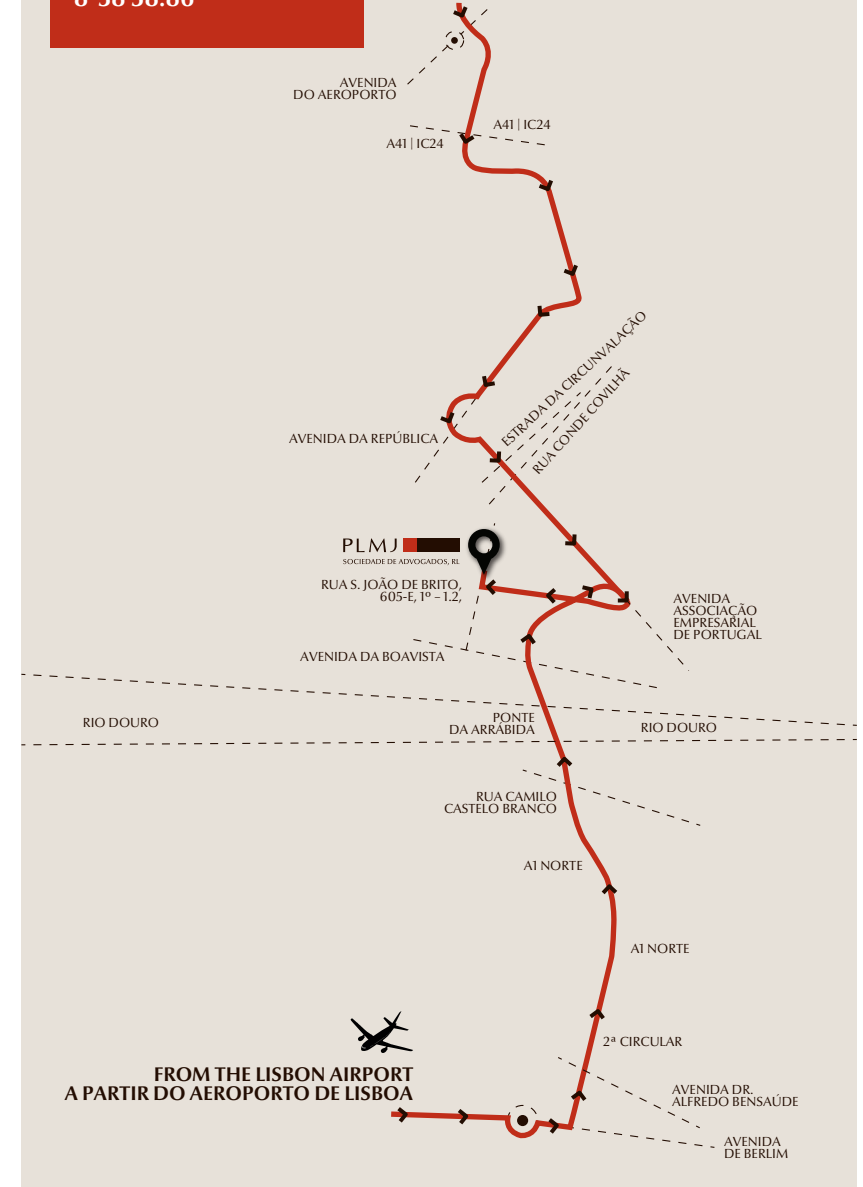 8º38'58.60"
AVENIDA
DO AEROPORTO
A41 | IC24
A41 | IC24
ESTRADA DA CIRCUNVALAÇÃO
RUA CONDE COVILHÃ
AVENIDA DA REPÚBLICA
PLMJ
SOCIEDADE DE ADVOGADOS, RL
RUA S. JOÃO DE BRITO,
605-E, 1º – 1.2,
AVENIDA
ASSOCIAÇÃO
EMPRESARIAL
DE PORTUGAL
AVENIDA DA BOAVISTA
RIO DOURO
PONTE
DA ARRÁBIDA
RIO DOURO
RUA CAMILO
CASTELO BRANCO
A1 NORTE
A1 NORTE
2ª CIRCULAR
FROM THE LISBON AIRPORT
A PARTIR DO AEROPORTO DE LISBOA
AVENIDA DR.
ALFREDO BENSAÚDE
AVENIDA
DE BERLIM